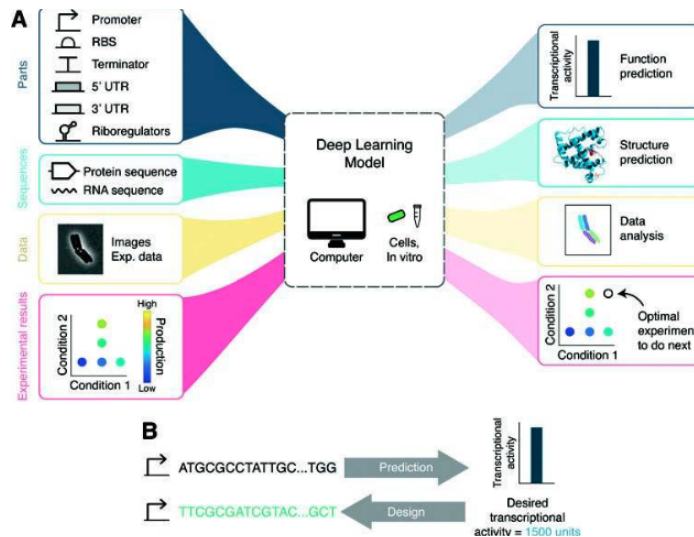 A
Parts
Promoter
RBS
Terminator
5' UTR
3' UTR
Riboregulators
Sequences
Protein sequence
RNA sequence
Data
Images
Exp. data
Experimental results
Condition 2
Condition 1
High
Production
Low
Deep Learning
Model
Computer
Cells,
In vitro
Transcriptional
activity
Function
prediction
Structure
prediction
Data
analysis
Condition 2
Condition 1
Optimal
experiment
to do next
B
ATGCGCCTATTGC...TGG
Prediction
TTCGCGATCGTAC...GCT
Design
Transcriptional
activity
Desired
transcriptional
activity = 1500 units